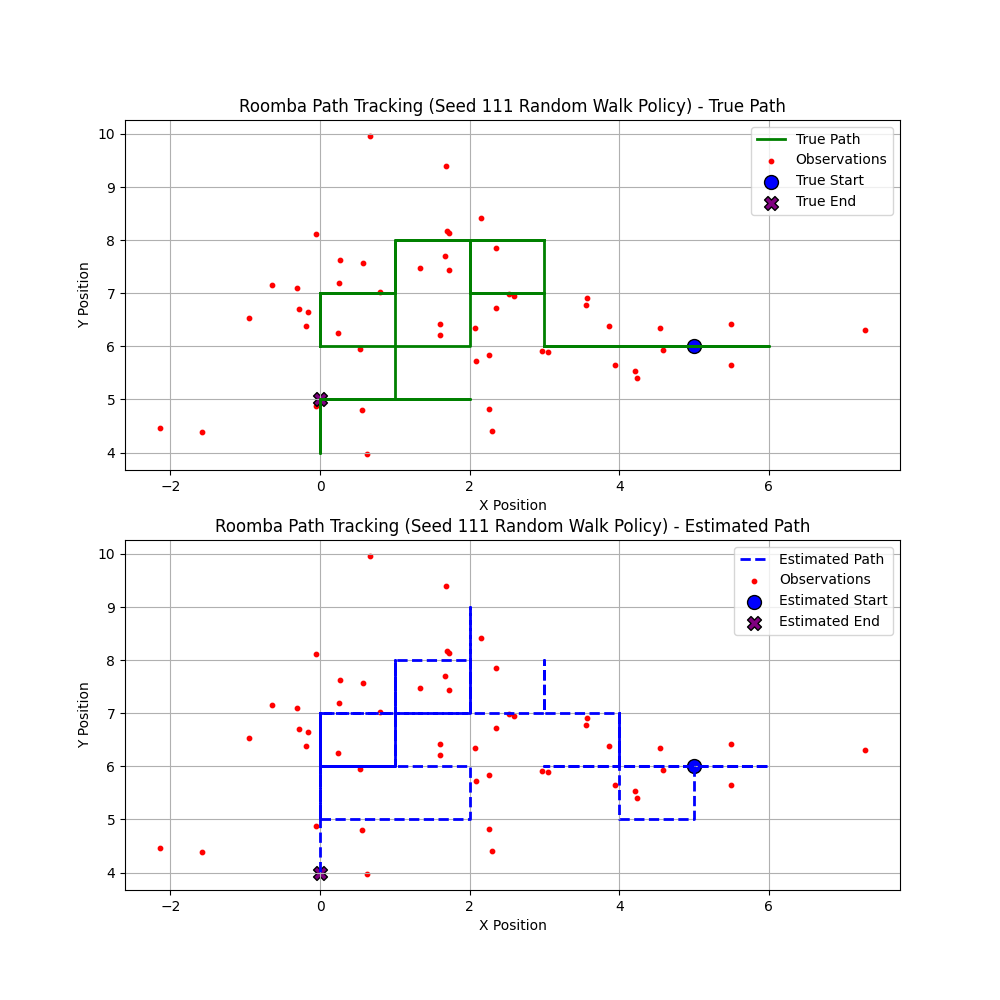 Roomba Path Tracking (Seed 111 Random Walk Policy) - True Path
10
9
8
7
6
5
4
Y Position
True Path
Observations
True Start
True End
−2
0
2
4
6
X Position
Roomba Path Tracking (Seed 111 Random Walk Policy) - Estimated Path
10
9
8
7
6
5
4
Y Position
Estimated Path
Observations
Estimated Start
Estimated End
−2
0
2
4
6
X Position